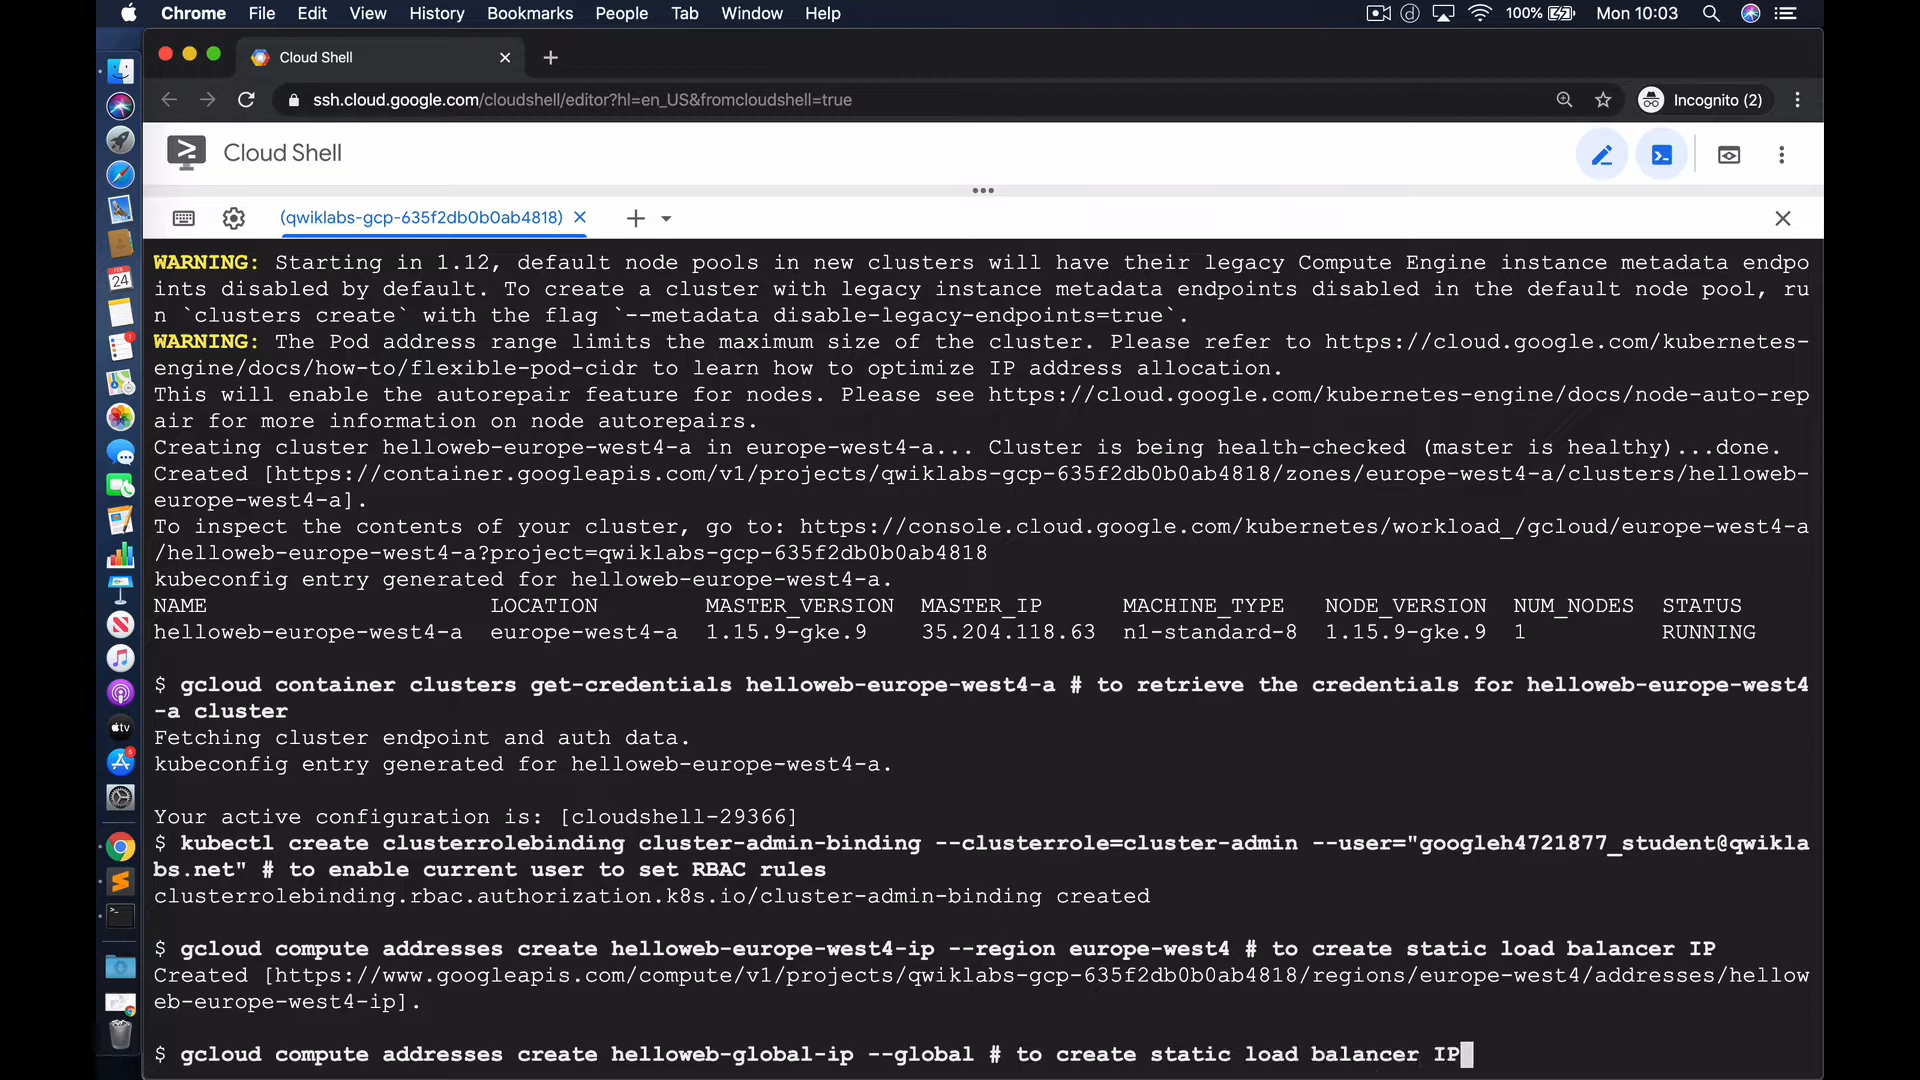 Chrome File Edit View History Bookmarks People Tab Window Help 100% Mon 10:03
Cloud Shell
ssh.cloud.google.com/cloudshell/editor?hl=en_US&fromcloudshell=true Incognito (2)
Cloud Shell
(qwiklabs-gcp-635f2db0b0ab4818)
WARNING: Starting in 1.12, default node pools in new clusters will have their legacy Compute Engine instance metadata endpo
ints disabled by default. To create a cluster with legacy instance metadata endpoints disabled in the default node pool, ru
n `clusters create` with the flag `--metadata disable-legacy-endpoints=true`.
WARNING: The Pod address range limits the maximum size of the cluster. Please refer to https://cloud.google.com/kubernetes-
engine/docs/how-to/flexible-pod-cidr to learn how to optimize IP address allocation.
This will enable the autorepair feature for nodes. Please see https://cloud.google.com/kubernetes-engine/docs/node-auto-rep
air for more information on node autorepairs.
Creating cluster helloweb-europe-west4-a in europe-west4-a... Cluster is being health-checked (master is healthy)...done.
Created [https://container.googleapis.com/v1/projects/qwiklabs-gcp-635f2db0b0ab4818/zones/europe-west4-a/clusters/helloweb-
europe-west4-a].
To inspect the contents of your cluster, go to: https://console.cloud.google.com/kubernetes/workload_/gcloud/europe-west4-a
/helloweb-europe-west4-a?project=qwiklabs-gcp-635f2db0b0ab4818
kubeconfig entry generated for helloweb-europe-west4-a.
NAME LOCATION MASTER_VERSION MASTER_IP MACHINE_TYPE NODE_VERSION NUM_NODES STATUS
helloweb-europe-west4-a europe-west4-a 1.15.9-gke.9 35.204.118.63 n1-standard-8 1.15.9-gke.9 1 RUNNING
$ gcloud container clusters get-credentials helloweb-europe-west4-a # to retrieve the credentials for helloweb-europe-west4
-a cluster
Fetching cluster endpoint and auth data.
kubeconfig entry generated for helloweb-europe-west4-a.
Your active configuration is: [cloudshell-29366]
$ kubectl create clusterrolebinding cluster-admin-binding --clusterrole=cluster-admin --user="googleh4721877_student@qwikla
bs.net" # to enable current user to set RBAC rules
clusterrolebinding.rbac.authorization.k8s.io/cluster-admin-binding created
$ gcloud compute addresses create helloweb-europe-west4-ip --region europe-west4 # to create static load balancer IP
Created [https://www.googleapis.com/compute/v1/projects/qwiklabs-gcp-635f2db0b0ab4818/regions/europe-west4/addresses/hellow
eb-europe-west4-ip].
$ gcloud compute addresses create helloweb-global-ip --global # to create static load balancer IP